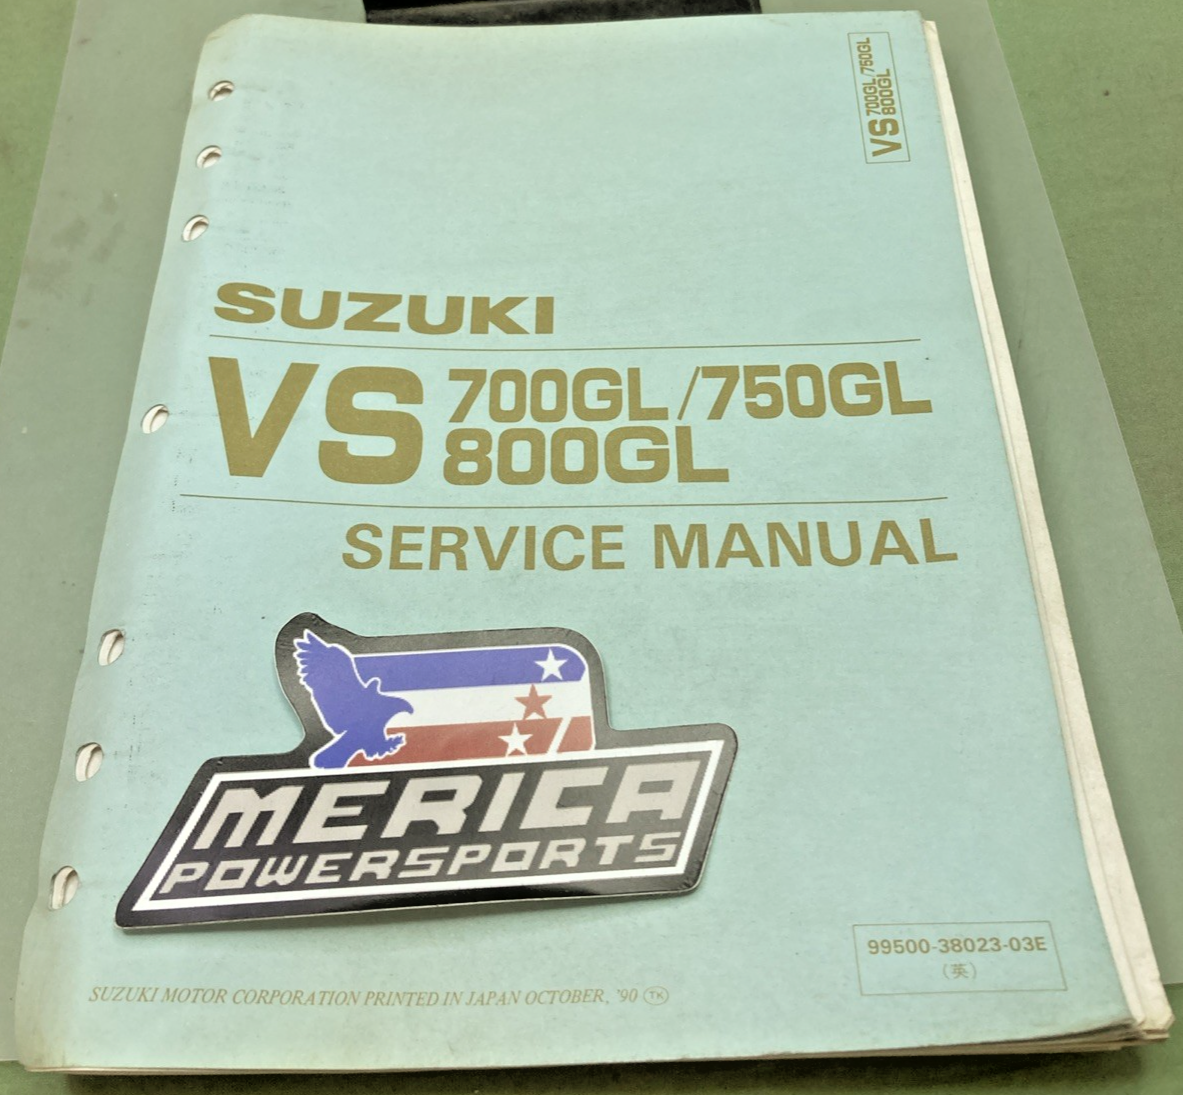 VS 700GL/750GL
800GL
SUZUKI
VS 700GL/750GL
800GL
SERVICE MANUAL
MERICA
POWERSPORTS
99500-38023-03E
(英)
SUZUKI MOTOR CORPORATION PRINTED IN JAPAN OCTOBER, '90 TK